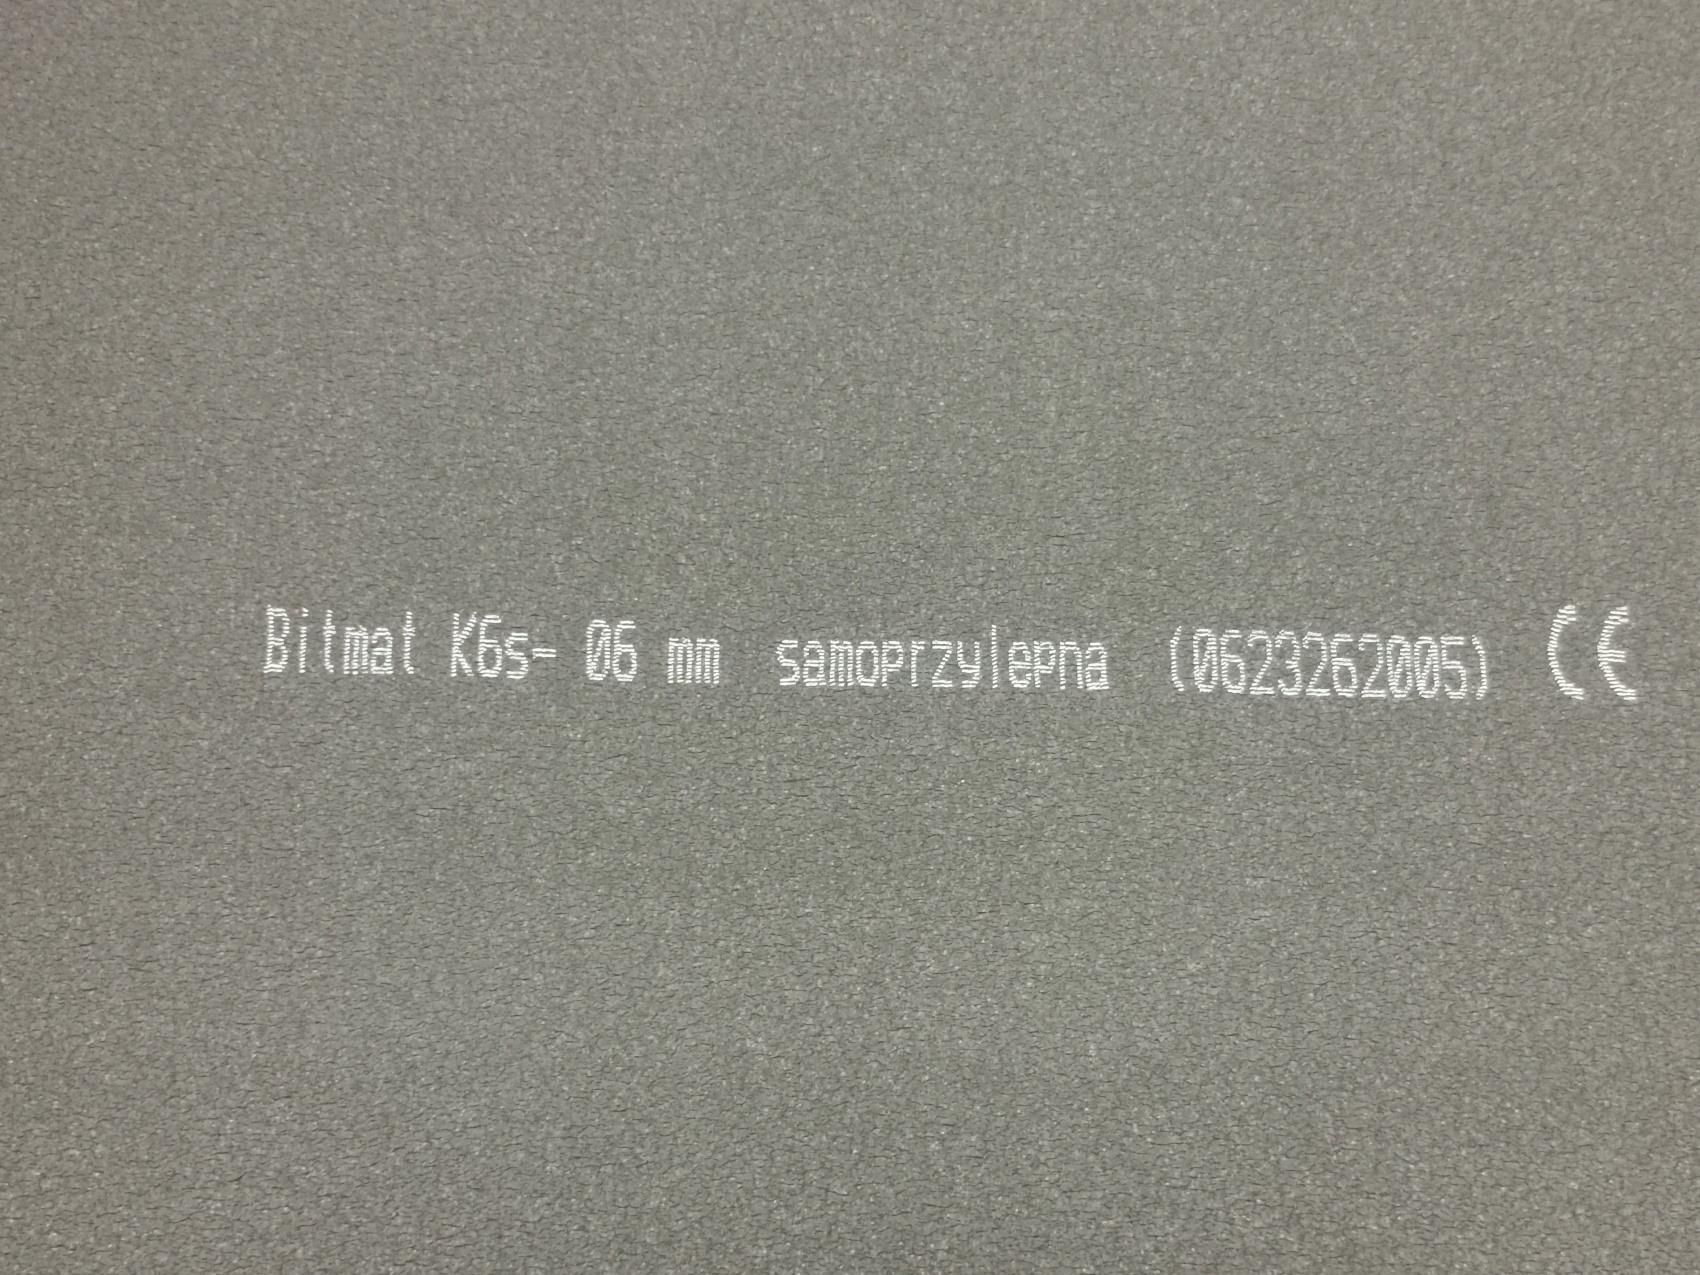 Bitmat K6s- 06 mm samoprzylepna (0623262005) CE